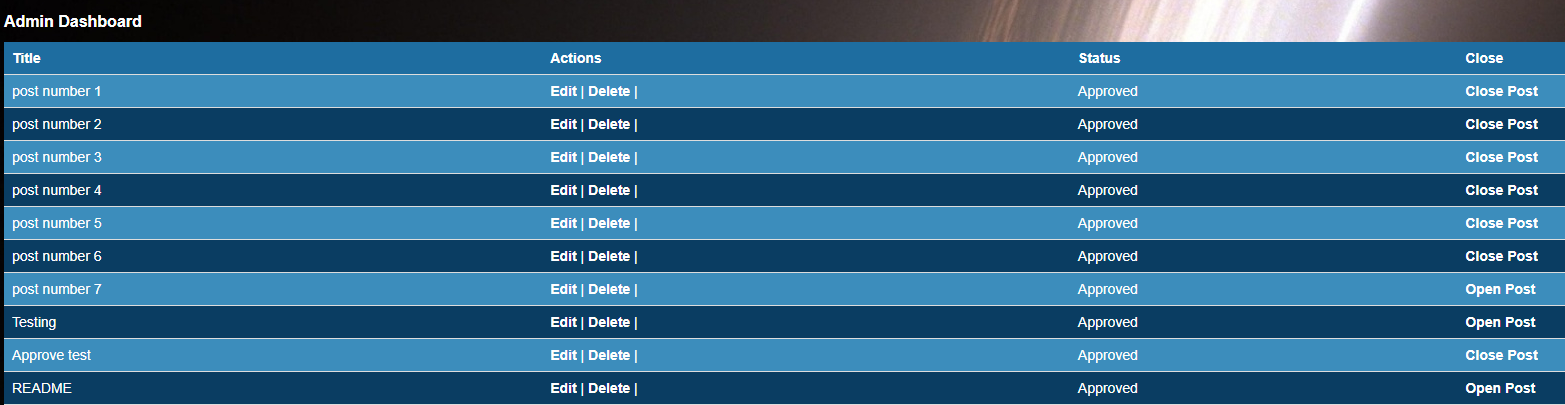 Admin Dashboard
Title Actions Status Close
post number 1 Edit | Delete | Approved Close Post
post number 2 Edit | Delete | Approved Close Post
post number 3 Edit | Delete | Approved Close Post
post number 4 Edit | Delete | Approved Close Post
post number 5 Edit | Delete | Approved Close Post
post number 6 Edit | Delete | Approved Close Post
post number 7 Edit | Delete | Approved Open Post
Testing Edit | Delete | Approved Open Post
Approve test Edit | Delete | Approved Close Post
README Edit | Delete | Approved Open Post